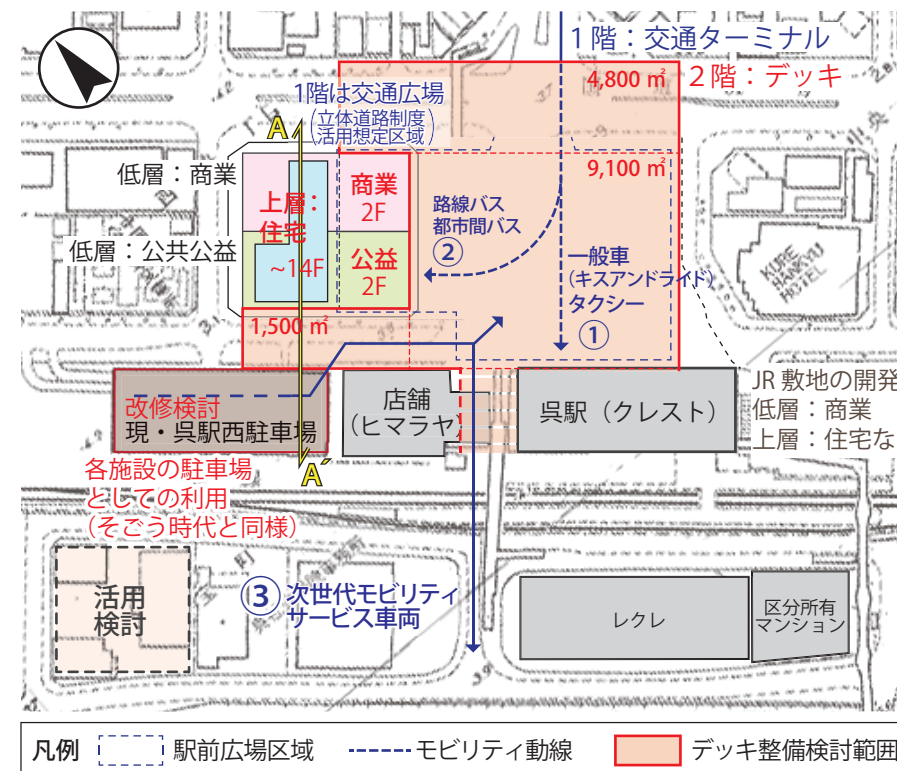 1階：交通ターミナル
4,800㎡
2階：デッキ
1階は交通広場
(立体道路制度
活用想定区域)
A
低層：商業
9,100㎡
上層：
住宅
~14F
商業
2F
路線バス
都市間バス
②
低層：公共公益
公益
2F
一般車
(キスアンドライド)
タクシー
①
KURE
HANKYU
HOTEL
1,500㎡
改修検討
現・呉駅西駐車場
店舗
(ヒマラヤ)
呉駅（クレスト）
JR敷地の開発
低層：商業
上層：住宅な
A´
各施設の駐車場
としての利用
(そごう時代と同様)
活用
検討
③ 次世代モビリティ
サービス車両
レクレ
区分所有
マンション
凡例 駅前広場区域 モビリティ動線 デッキ整備検討範囲